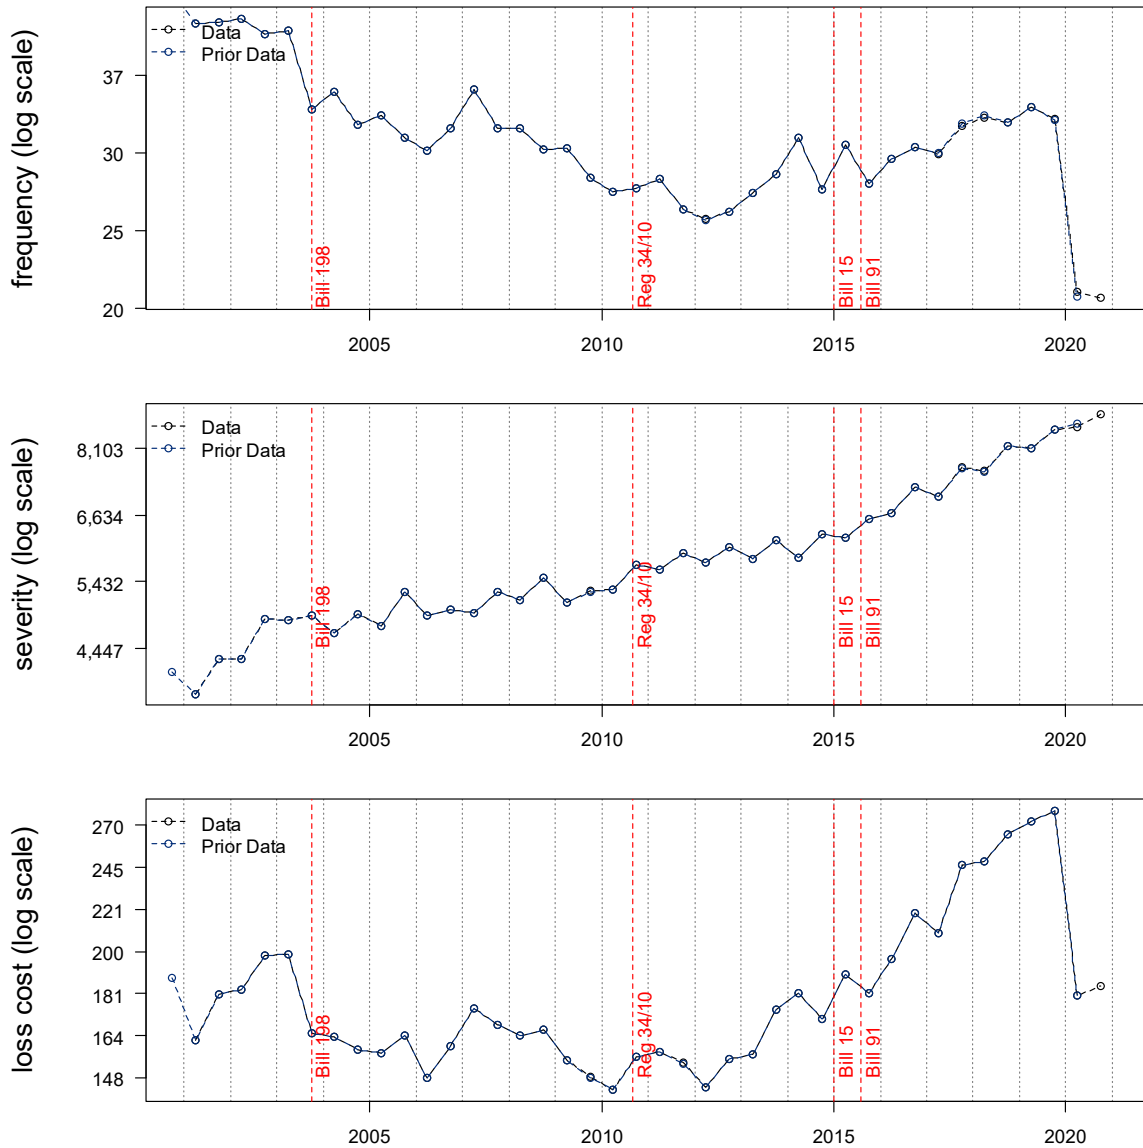 frequency (log scale)
Data
Prior Data
37
30
25
20
Bill 198
Reg 34/10
Bill 15
Bill 91
2005
2010
2015
2020
severity (log scale)
Data
Prior Data
8,103
6,634
5,432
4,447
Bill 198
Reg 34/10
Bill 15
Bill 91
2005
2010
2015
2020
loss cost (log scale)
Data
Prior Data
270
245
221
200
181
164
148
Bill 198
Reg 34/10
Bill 15
Bill 91
2005
2010
2015
2020